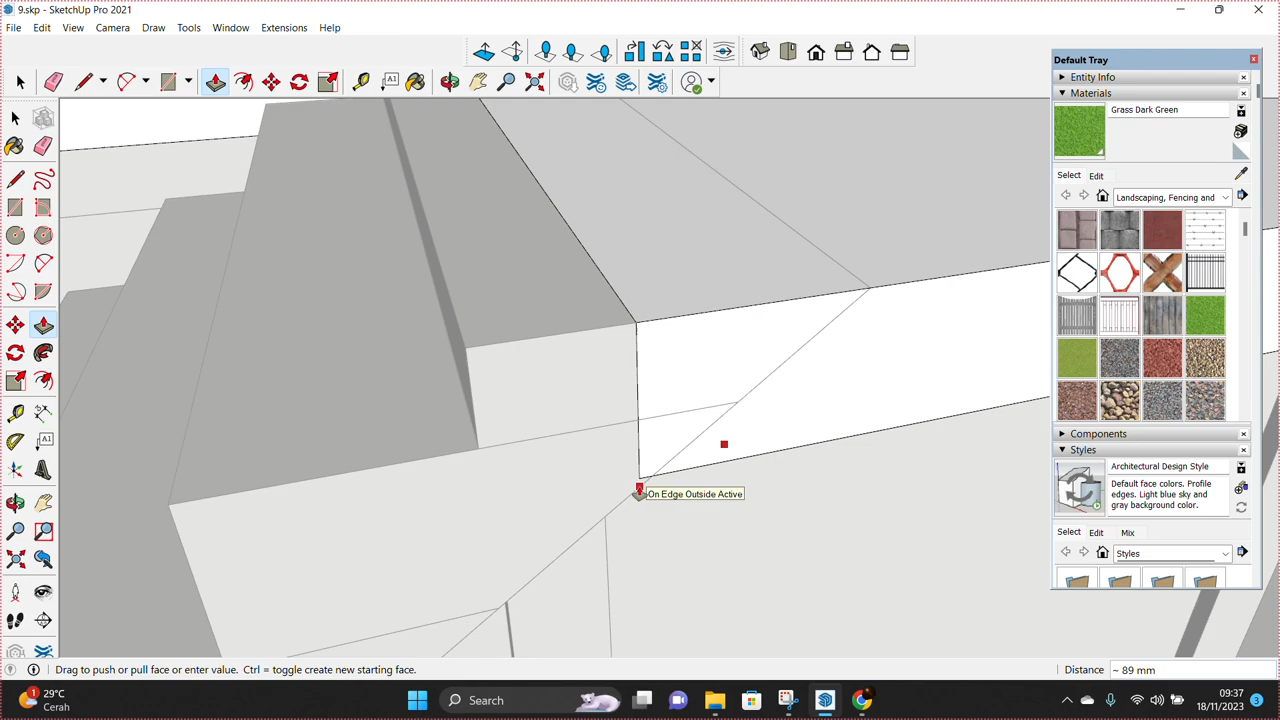 9.skp - SketchUp Pro 2021
File Edit View Camera Draw Tools Window Extensions Help
Default Tray
Entity Info
Materials
Grass Dark Green
Select Edit
Landscaping, Fencing and
Components
Styles
Architectural Design Style
Default face colors. Profile
edges. Light blue sky and
gray background color.
Select Edit Mix
Styles
On Edge Outside Active
Drag to push or pull face or enter value. Ctrl = toggle create new starting face.
Distance ~ 89 mm
1
29°C
Cerah
Search
09:37
18/11/2023
3